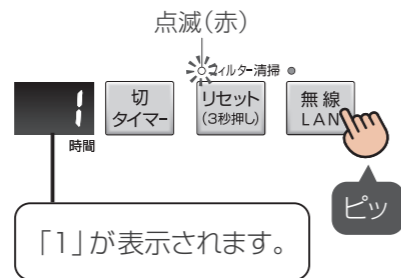 点滅(赤)
フィルター清掃
1
時間
切
タイマー
リセット
(3秒押し)
無線
LAN
ピッ
「1」が表示されます。